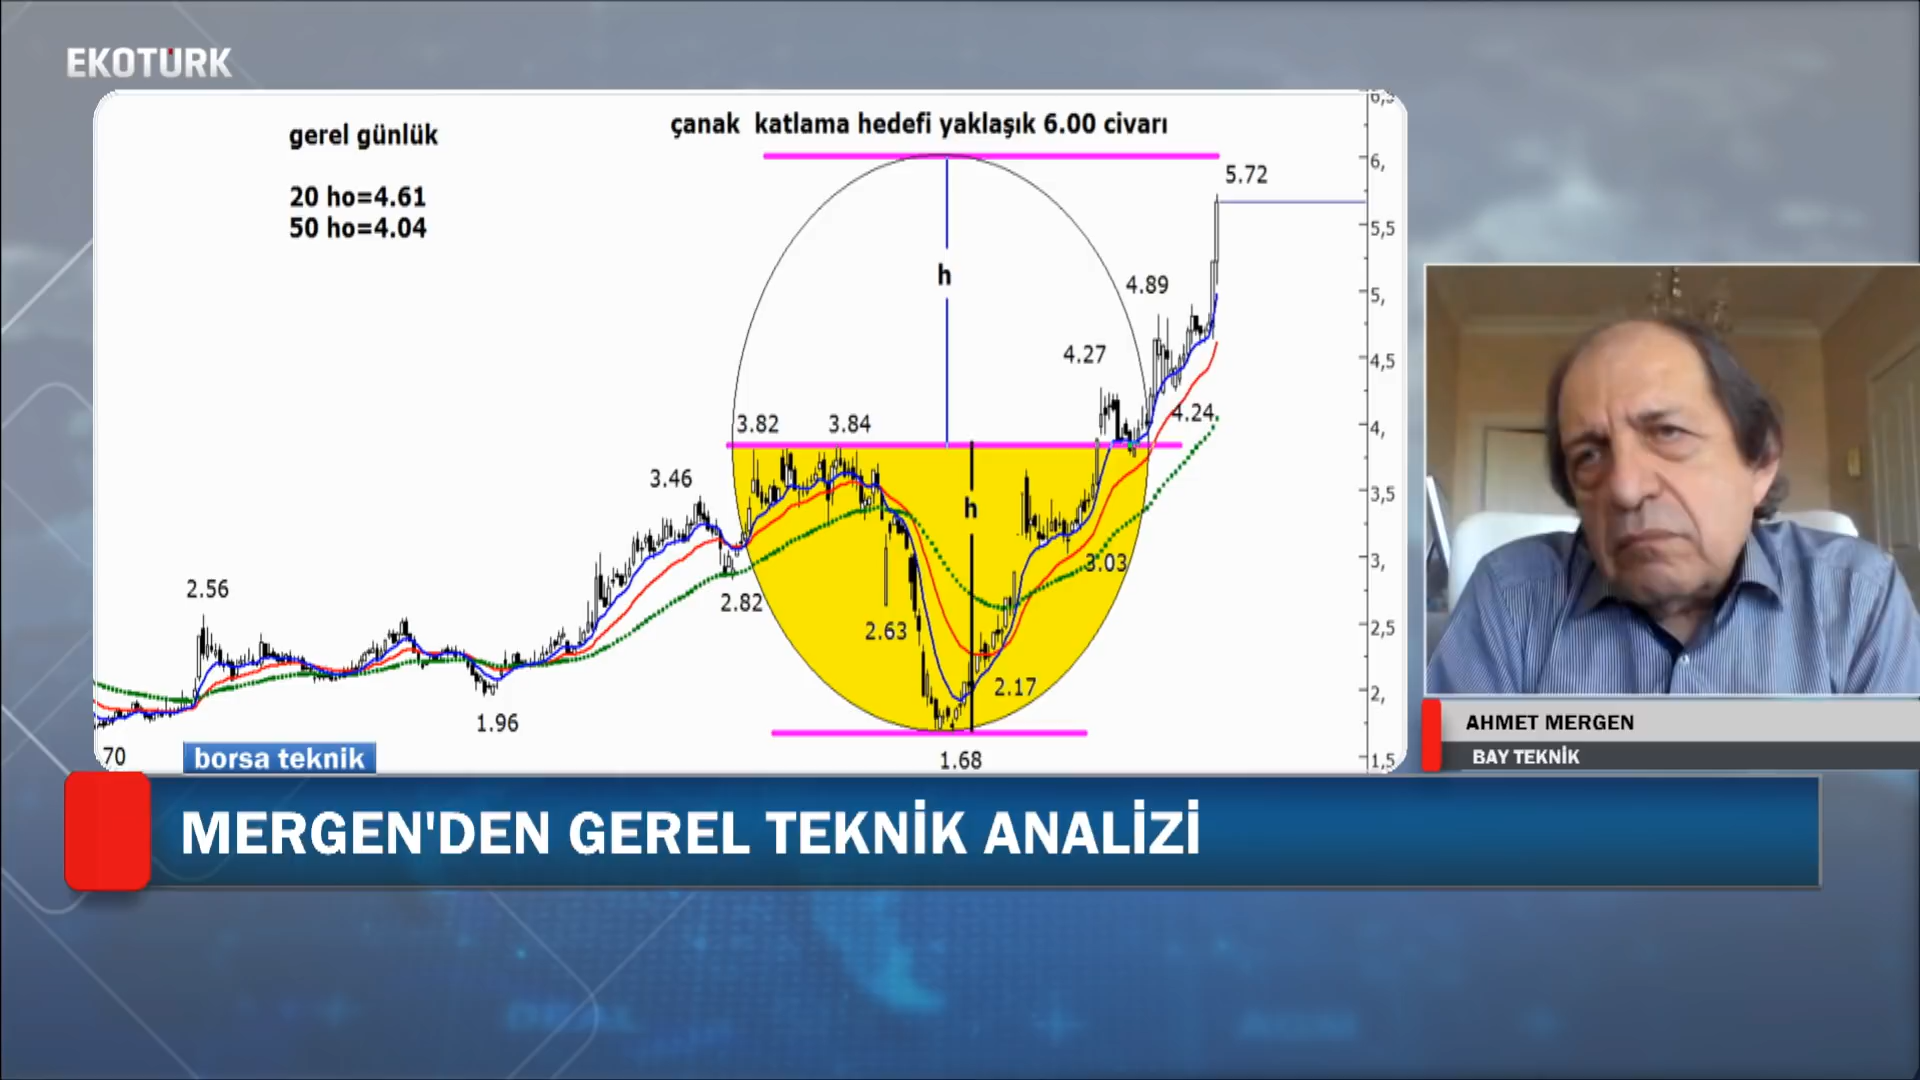 EKOTÜRK
gerel günlük
çanak katlama hedefi yaklaşık 6.00 civarı
20 ho=4.61
50 ho=4.04
6,
5.72
5,5
h
4.89
5,
4.27
4,5
3.82
3.84
4.24
4,
3.46
3,5
h
3.03
3,
2.56
2.82
2.63
2,5
2.17
2,
1.96
70
borsa teknik
1.68
1,5
AHMET MERGEN
BAY TEKNİK
MERGEN'DEN GEREL TEKNİK ANALİZİ